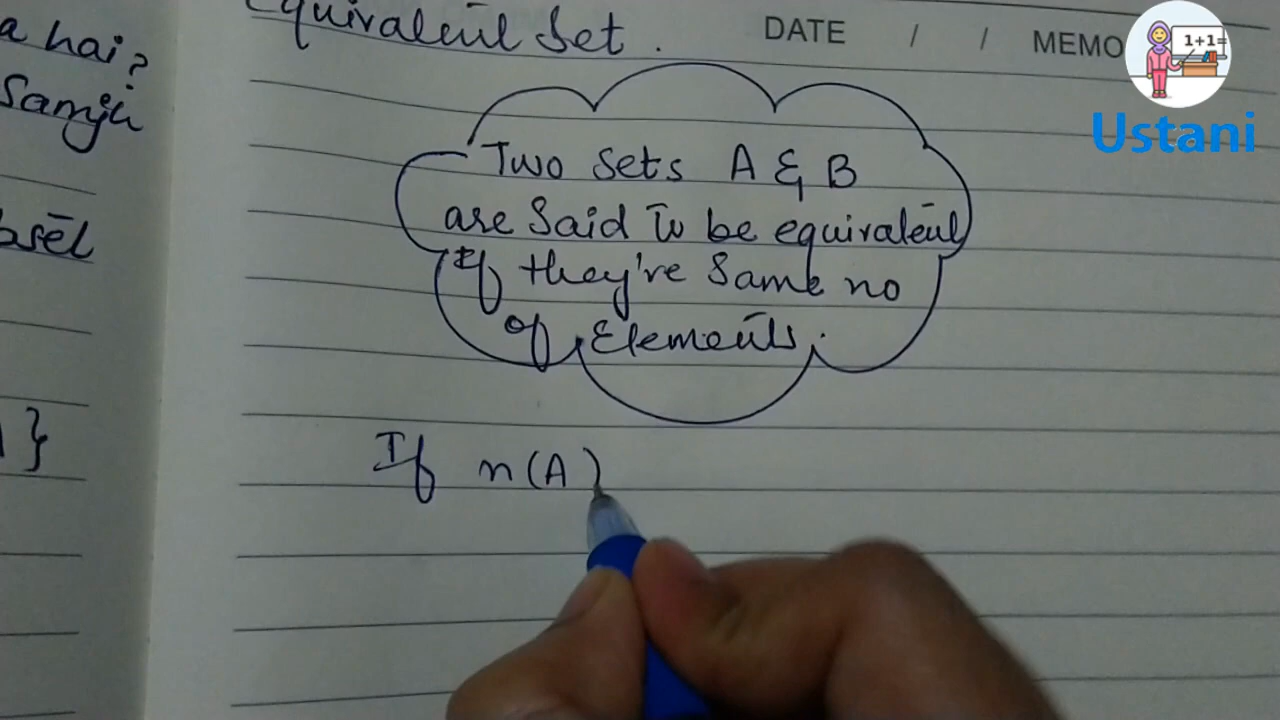 a hai?
Samjh
Equivalent Set.
DATE / / MEMO
1+1=
Ustani
Two Sets A & B
are Said to be equivalent
If they're Same no
of Elements.
}
If n(A)